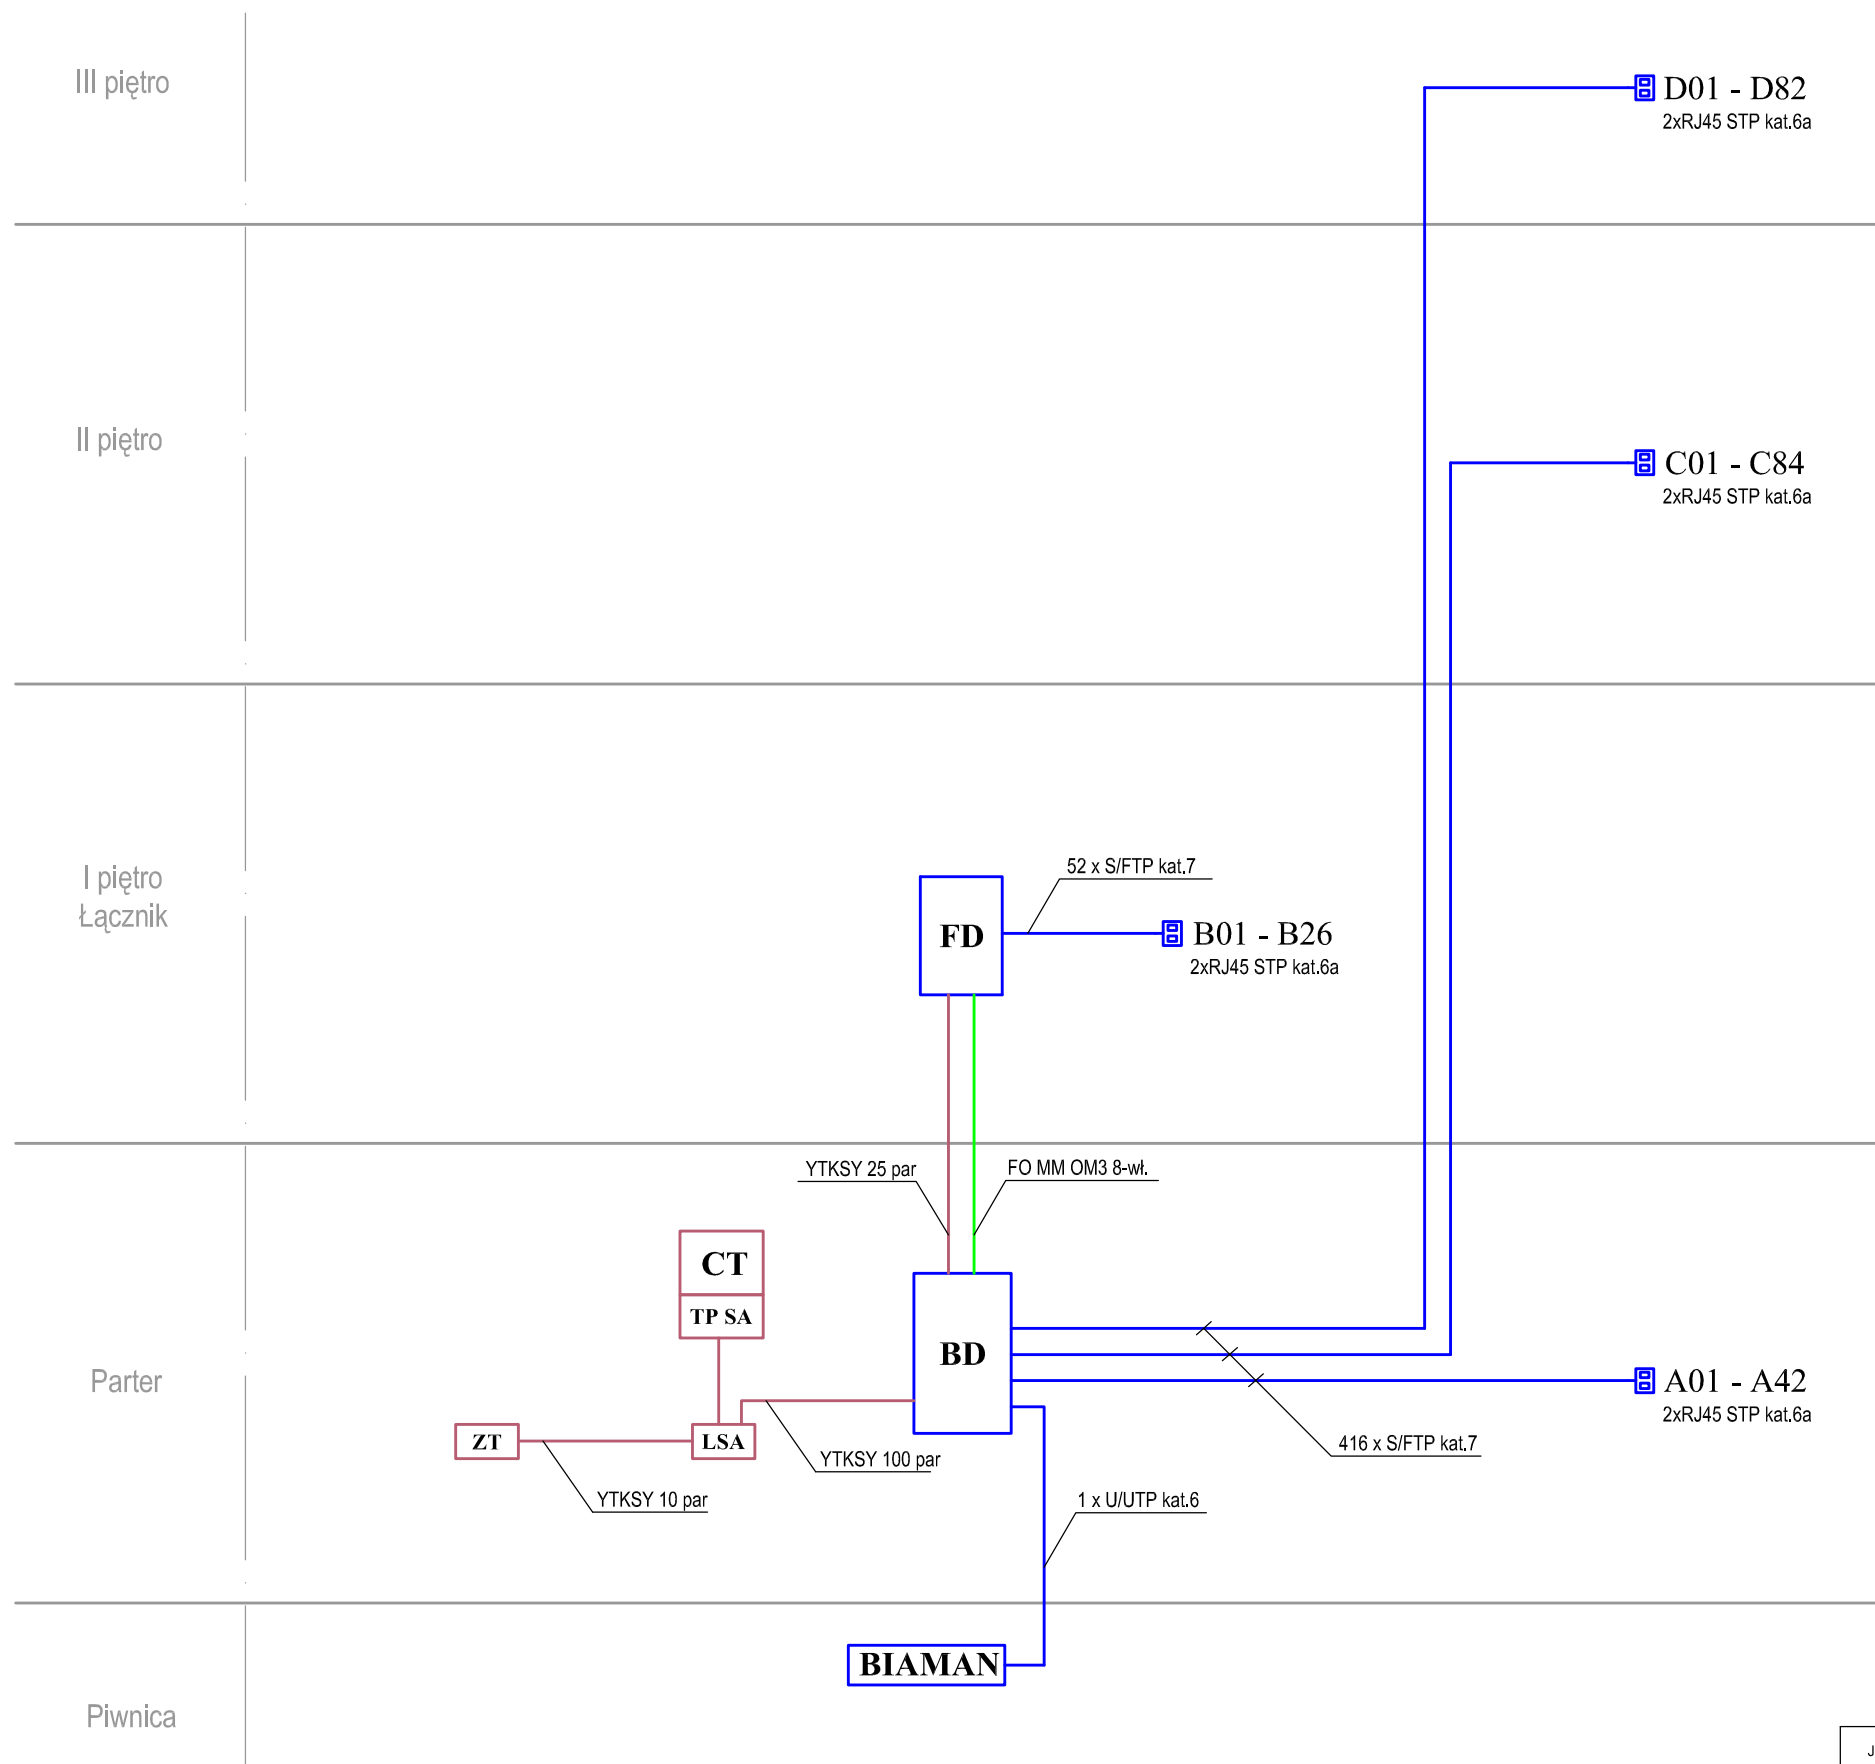 III piętro
D01 - D82
2xRJ45 STP kat.6a
II piętro
C01 - C84
2xRJ45 STP kat.6a
I piętro
Łącznik
52 x S/FTP kat.7
FD
B01 - B26
2xRJ45 STP kat.6a
YTKSY 25 par
FO MM OM3 8-wł.
CT
TP SA
BD
Parter
A01 - A42
2xRJ45 STP kat.6a
ZT
LSA
416 x S/FTP kat.7
YTKSY 100 par
YTKSY 10 par
1 x U/UTP kat.6
BIAMAN
Piwnica